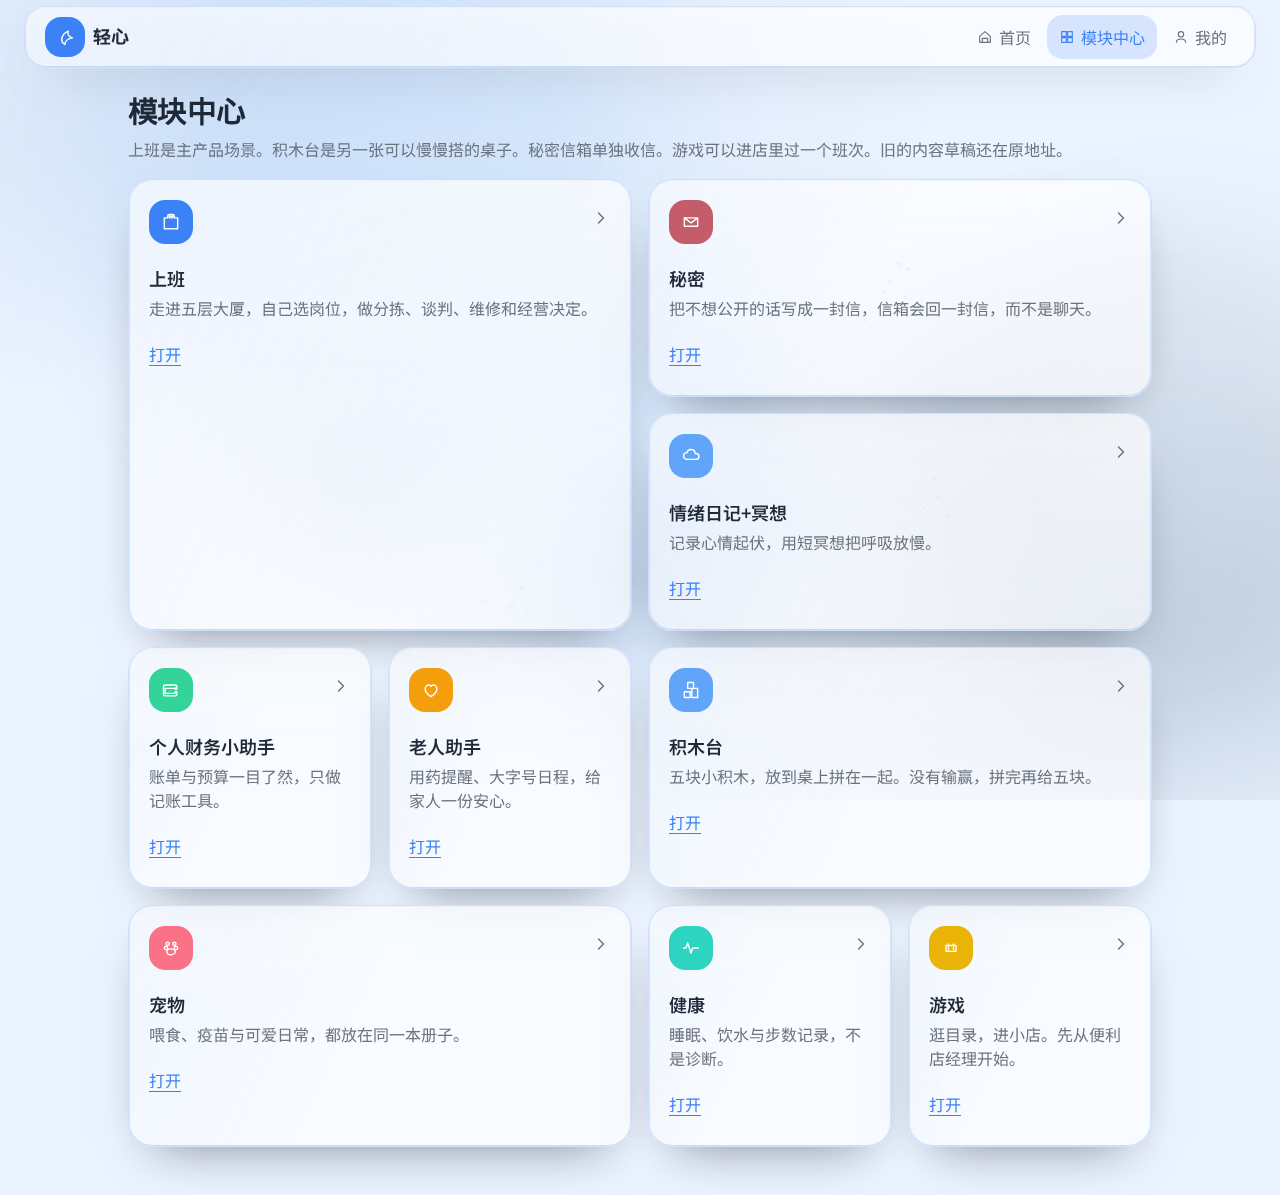 轻心
首页
模块中心
我的
模块中心
上班是主产品场景。积木台是另一张可以慢慢搭的桌子。秘密信箱单独收信。游戏可以进店里过一个班次。旧的内容草稿还在原地址。
上班
走进五层大厦，自己选岗位，做分拣、谈判、维修和经营决定。
打开
秘密
把不想公开的话写成一封信，信箱会回一封信，而不是聊天。
打开
情绪日记+冥想
记录心情起伏，用短冥想把呼吸放慢。
打开
个人财务小助手
账单与预算一目了然，只做
记账工具。
打开
老人助手
用药提醒、大字号日程，给
家人一份安心。
打开
积木台
五块小积木，放到桌上拼在一起。没有输赢，拼完再给五块。
打开
宠物
喂食、疫苗与可爱日常，都放在同一本册子。
打开
健康
睡眠、饮水与步数记录，不
是诊断。
打开
游戏
逛目录，进小店。先从便利
店经理开始。
打开